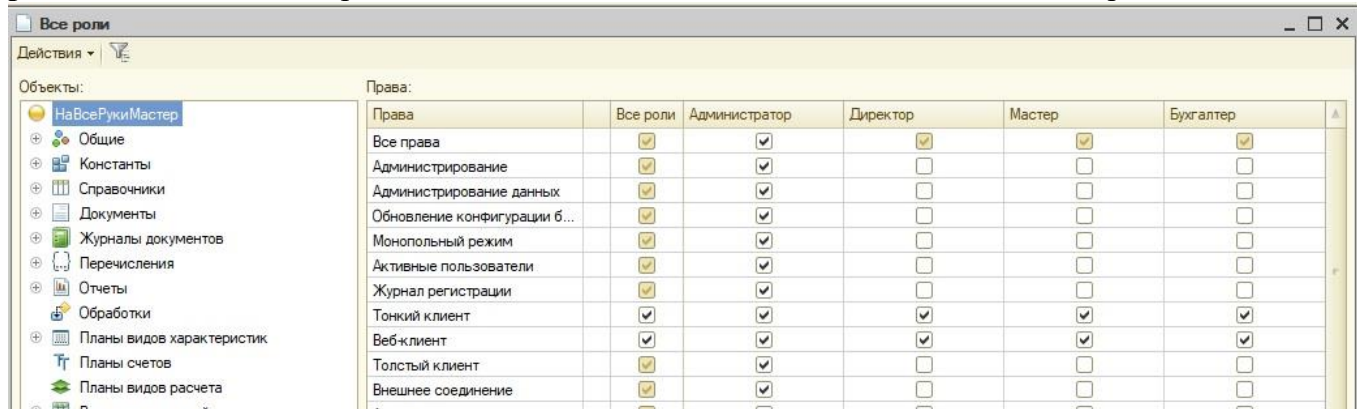 Все роли
Действия
Объекты:
Права:
НаВсеРукиМастер
Общие
Константы
Справочники
Документы
Журналы документов
Перечисления
Отчеты
Обработки
Планы видов характеристик
Планы счетов
Планы видов расчета
Права Все роли Администратор Директор Мастер Бухгалтер
Все права
Администрирование
Администрирование данных
Обновление конфигурации б...
Монопольный режим
Активные пользователи
Журнал регистрации
Тонкий клиент
Веб-клиент
Толстый клиент
Внешнее соединение